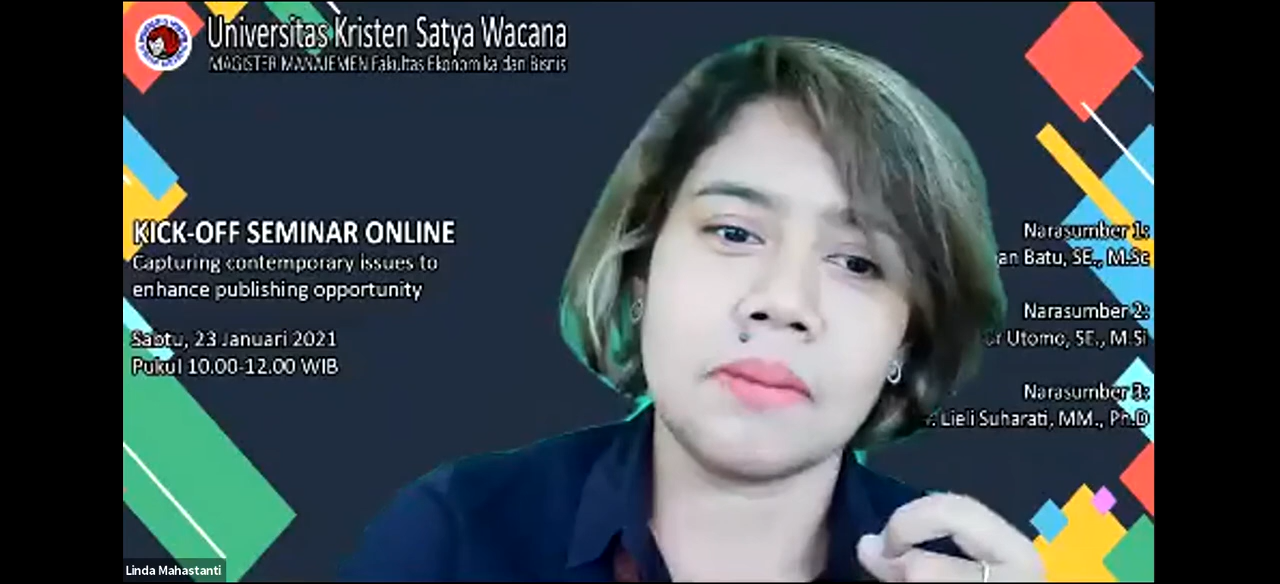 Universitas Kristen Satya Wacana
MAGISTER MANAJEMEN Fakultas Ekonomika dan Bisnis
KICK-OFF SEMINAR ONLINE
Capturing contemporary issues to
enhance publishing opportunity
Sabtu, 23 Januari 2021
Pukul 10.00-12.00 WIB
Narasumber 1:
Batu, SE., M.Sc
Narasumber 2:
Utomo, SE., M.Si
Narasumber 3:
Lieli Suharati, MM., Ph.D
Linda Mahastanti